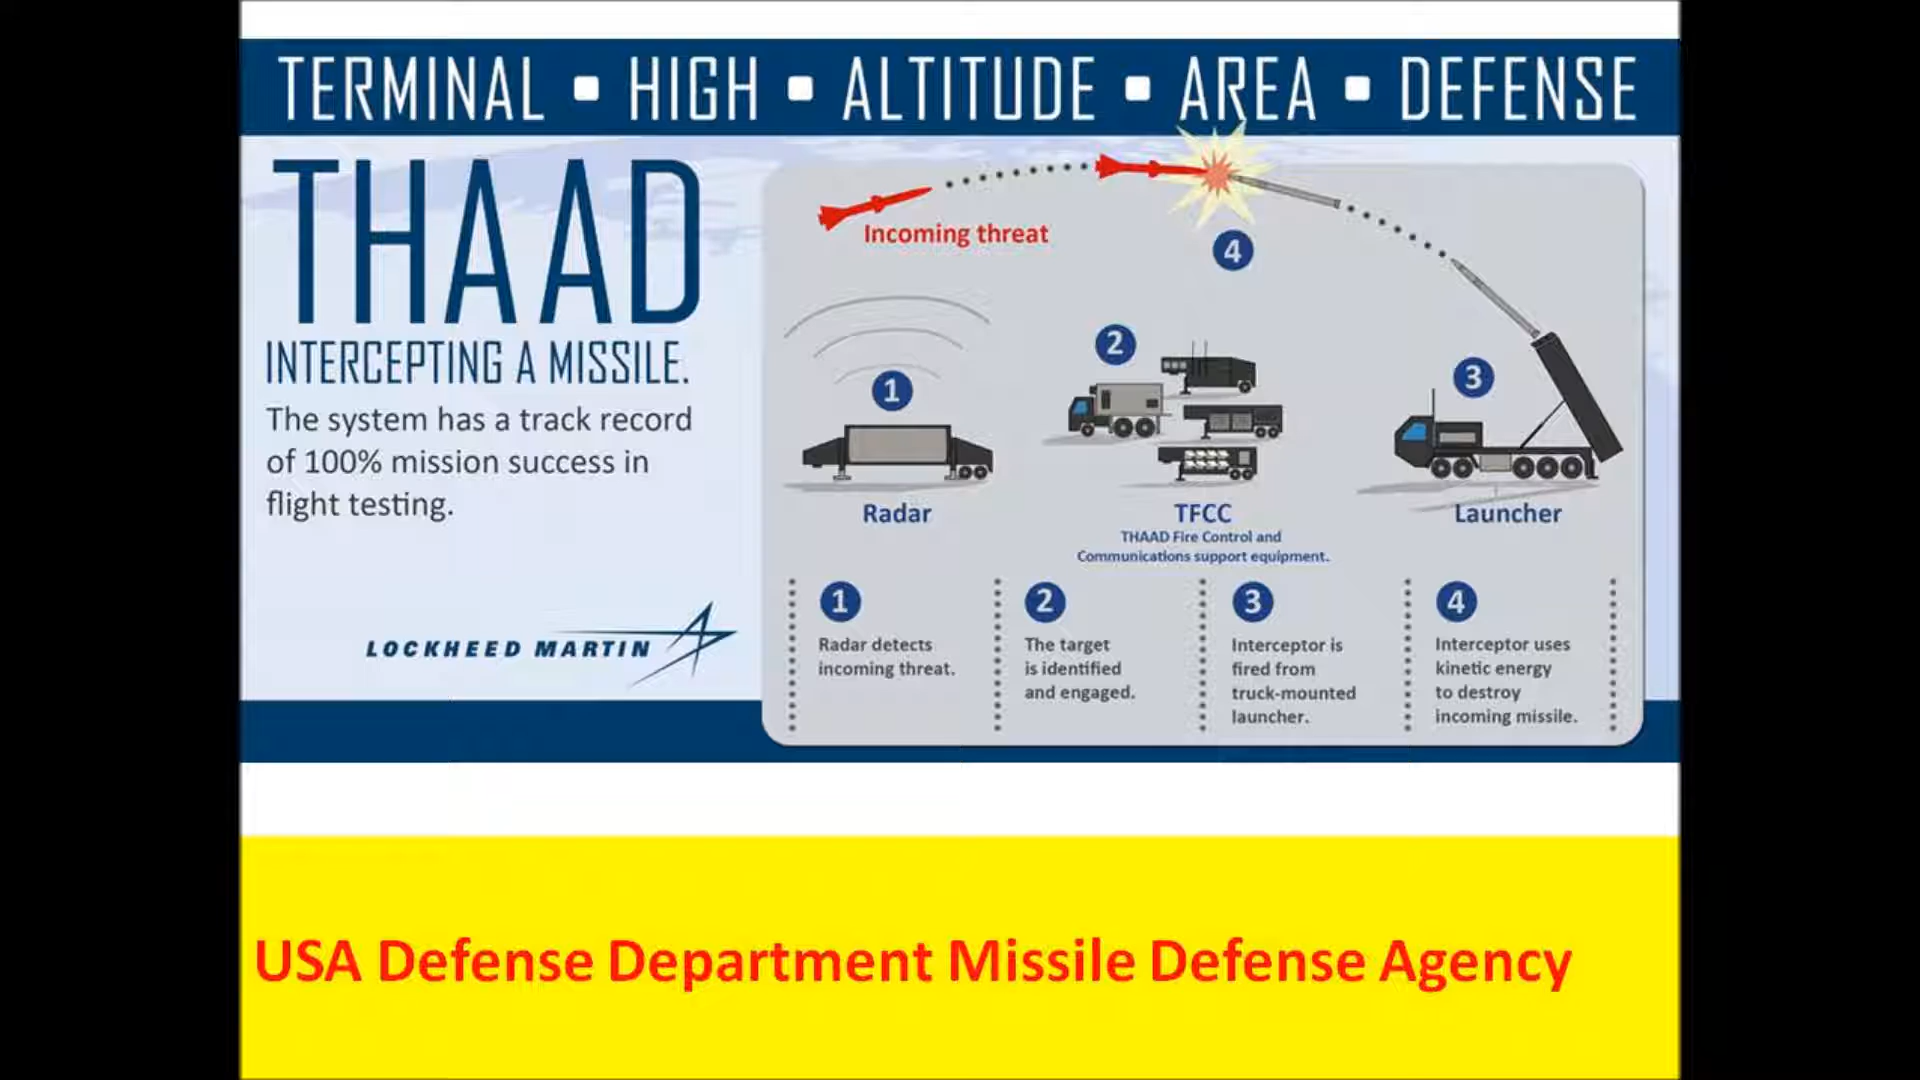 TERMINAL ▪ HIGH ▪ ALTITUDE ▪ AREA ▪ DEFENSE
THAAD
INTERCEPTING A MISSILE.
The system has a track record
of 100% mission success in
flight testing.
LOCKHEED MARTIN
Incoming threat
4
1
2
3
Radar
TFCC
THAAD Fire Control and
Communications support equipment.
Launcher
1
Radar detects
incoming threat.
2
The target
is identified
and engaged.
3
Interceptor is
fired from
truck-mounted
launcher.
4
Interceptor uses
kinetic energy
to destroy
incoming missile.
USA Defense Department Missile Defense Agency